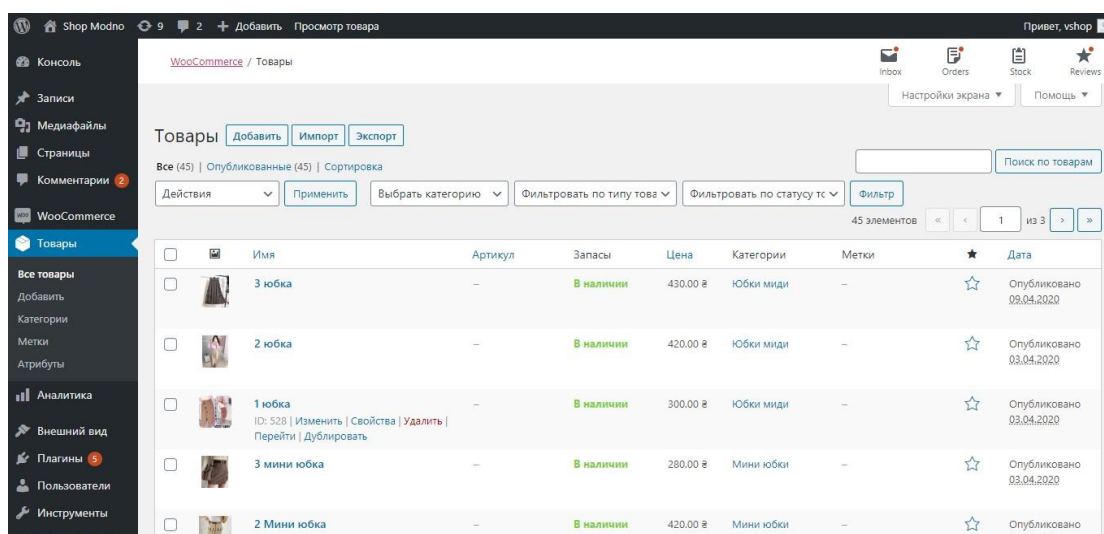 Shop Modno 9 2 + Добавить Просмотр товара Привет, vshop
Консоль
Записи
Медиафайлы
Страницы
Комментарии 2
WooCommerce
Товары
Все товары
Добавить
Категории
Метки
Атрибуты
Аналитика
Внешний вид
Плагины 5
Пользователи
Инструменты
WooCommerce / Товары
Inbox Orders Stock Reviews
Настройки экрана ▼ Помощь ▼
Товары Добавить Импорт Экспорт
Все (45) | Опубликованные (45) | Сортировка
Поиск по товарам
Действия Применить Выбрать категорию Фильтровать по типу това Фильтровать по статусу тс Фильтр
45 элементов « ‹ 1 из 3 › »
Имя Артикул Запасы Цена Категории Метки ★ Дата
3 юбка – В наличии 430.00 ₴ Юбки миди – Опубликовано
09.04.2020
2 юбка – В наличии 420.00 ₴ Юбки миди – Опубликовано
03.04.2020
1 юбка – В наличии 300.00 ₴ Юбки миди – Опубликовано
ID: 528 | Изменить | Свойства | Удалить | 03.04.2020
Перейти | Дублировать
3 мини юбка – В наличии 280.00 ₴ Мини юбки – Опубликовано
03.04.2020
2 Мини юбка – В наличии 420.00 ₴ Мини юбки – Опубликовано